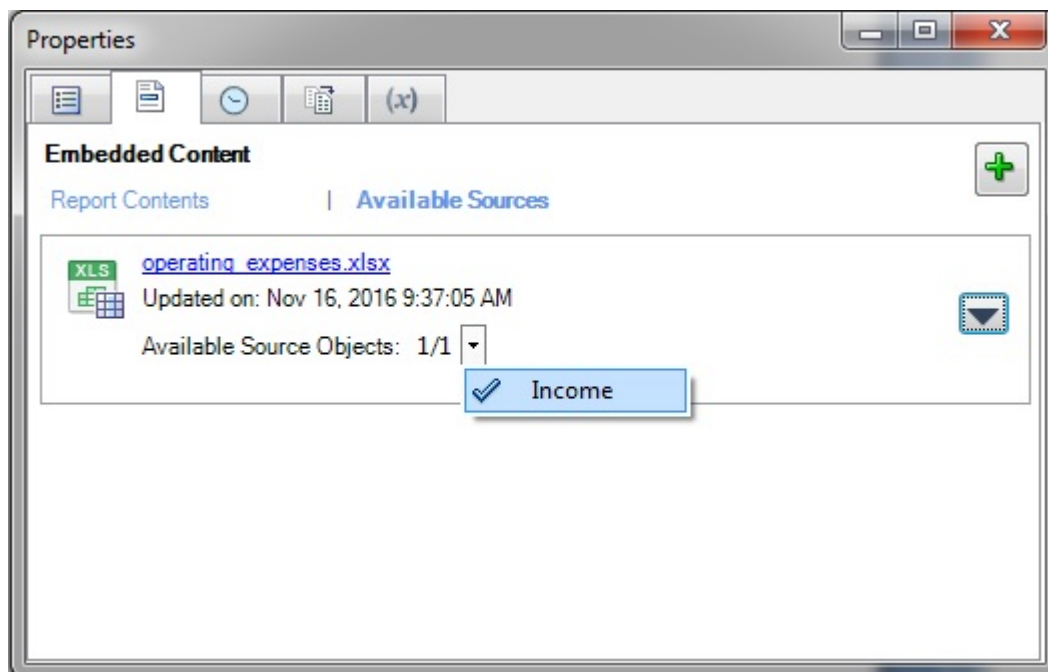 Properties
(x)
Embedded Content
Report Contents | Available Sources
XLS
operating_expenses.xlsx
Updated on: Nov 16, 2016 9:37:05 AM
Available Source Objects: 1/1
Income